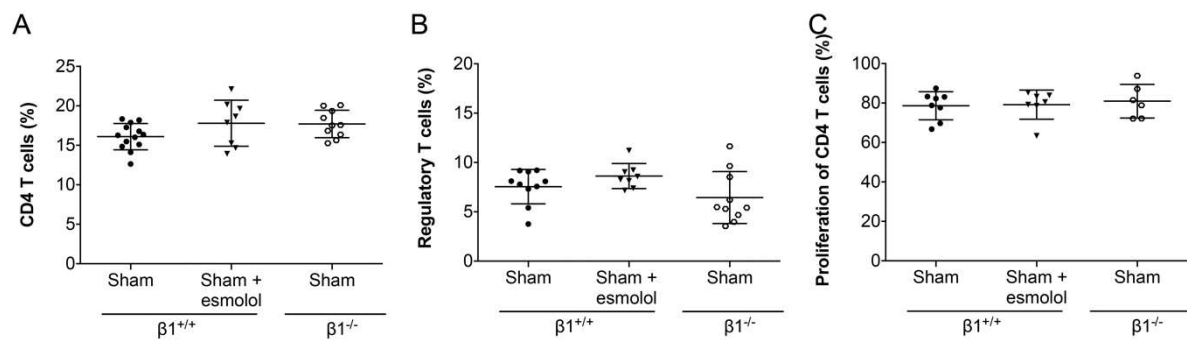 A
CD4 T cells (%)
25
20
15
10
5
0
Sham
Sham +
esmolol
Sham
β1+/+
β1-/-
B
Regulatory T cells (%)
20
15
10
5
0
Sham
Sham +
esmolol
Sham
β1+/+
β1-/-
C
Proliferation of CD4 T cells (%)
100
80
60
40
20
0
Sham
Sham +
esmolol
Sham
β1+/+
β1-/-